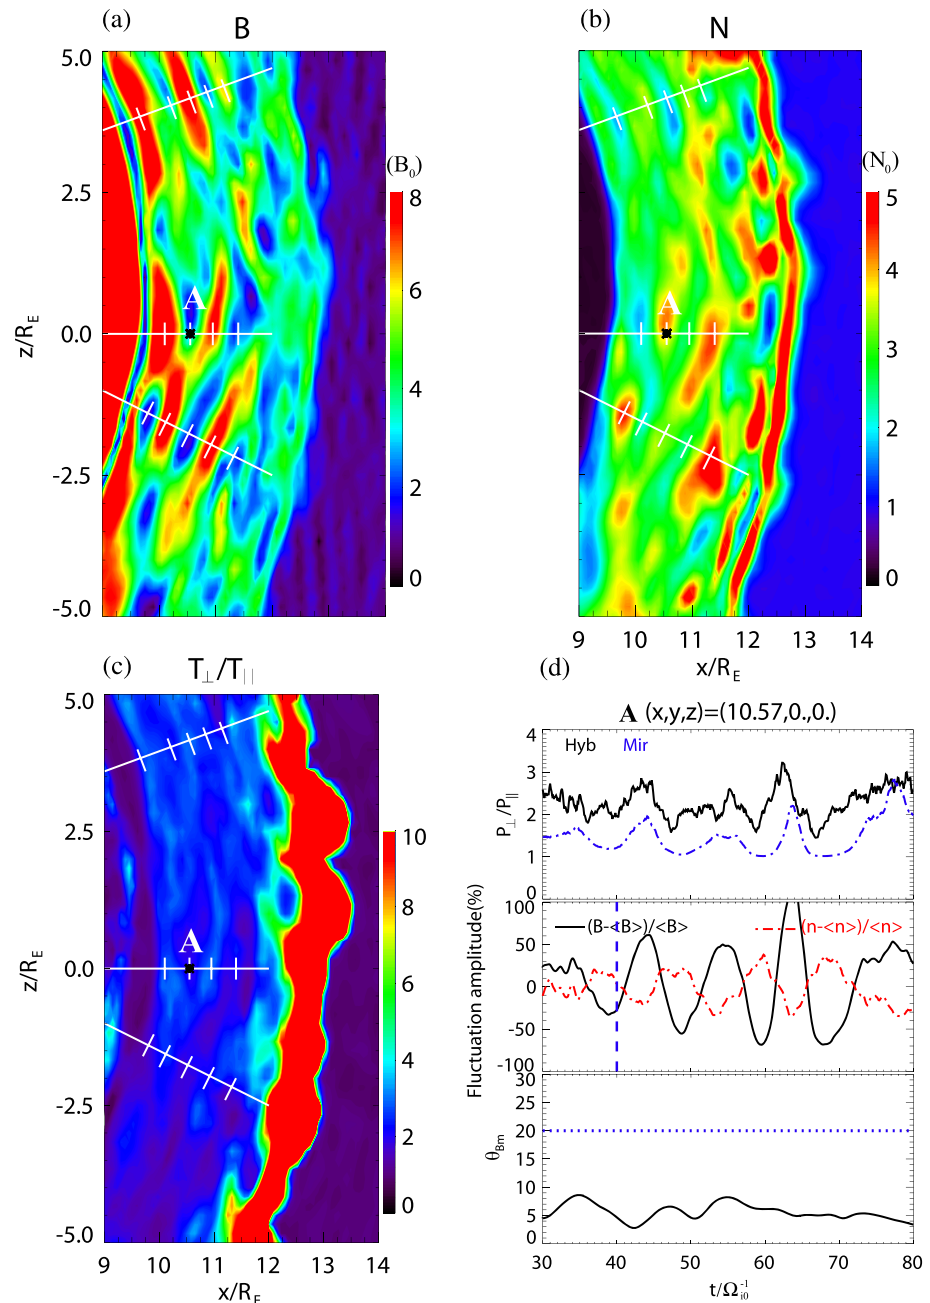 (a)
B
5.0
2.5
0.0
-2.5
-5.0
z/R_E
A
(B_0)
8
6
4
2
0
(b)
N
A
(N_0)
5
4
3
2
1
0
9 10 11 12 13 14
x/R_E
(c)
T_⊥/T_||
5.0
2.5
0.0
-2.5
-5.0
z/R_E
A
10
8
6
4
2
0
9 10 11 12 13 14
x/R_E
(d)
A (x,y,z)=(10.57,0.,0.)
Hyb Mir
4
3
2
1
0
P_⊥/P_||
(B-<B>)/<B> (n-<n>)/<n>
100
50
0
-50
-100
Fluctuation amplitude(%)
30
25
20
15
10
5
0
θ_Bm
30 40 50 60 70 80
t/Ω_i0^-1